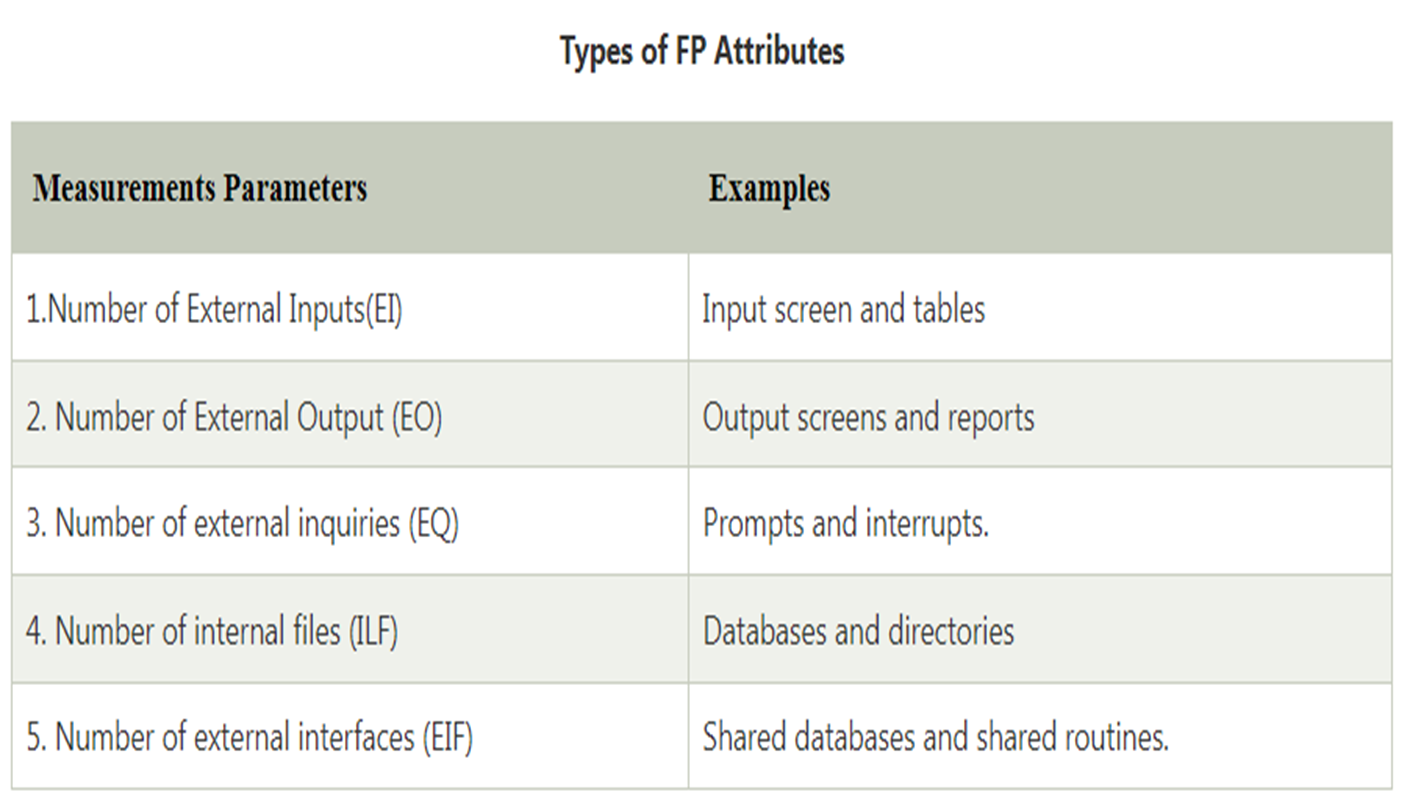 Types of FP Attributes
Measurements Parameters
Examples
1.Number of External Inputs(EI)
Input screen and tables
2. Number of External Output (EO)
Output screens and reports
3. Number of external inquiries (EQ)
Prompts and interrupts.
4. Number of internal files (ILF)
Databases and directories
5. Number of external interfaces (EIF)
Shared databases and shared routines.